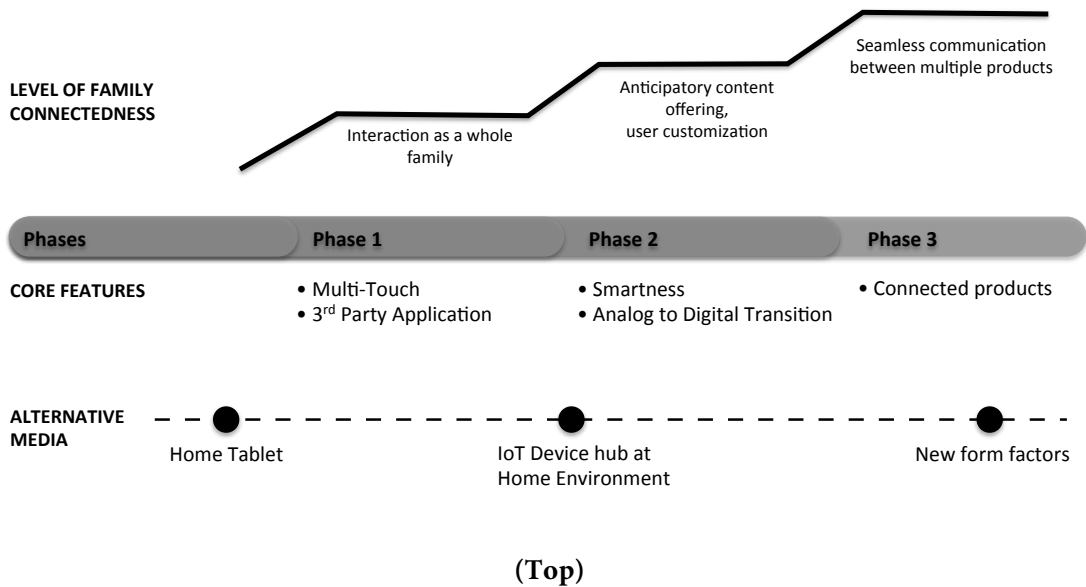 Seamless communication
between multiple products
LEVEL OF FAMILY
CONNECTEDNESS
Anticipatory content
offering,
user customization
Interaction as a whole
family
Phases Phase 1 Phase 2 Phase 3
CORE FEATURES
• Multi-Touch
• 3rd Party Application
• Smartness
• Analog to Digital Transition
• Connected products
ALTERNATIVE
MEDIA
Home Tablet
IoT Device hub at
Home Environment
New form factors
(Top)